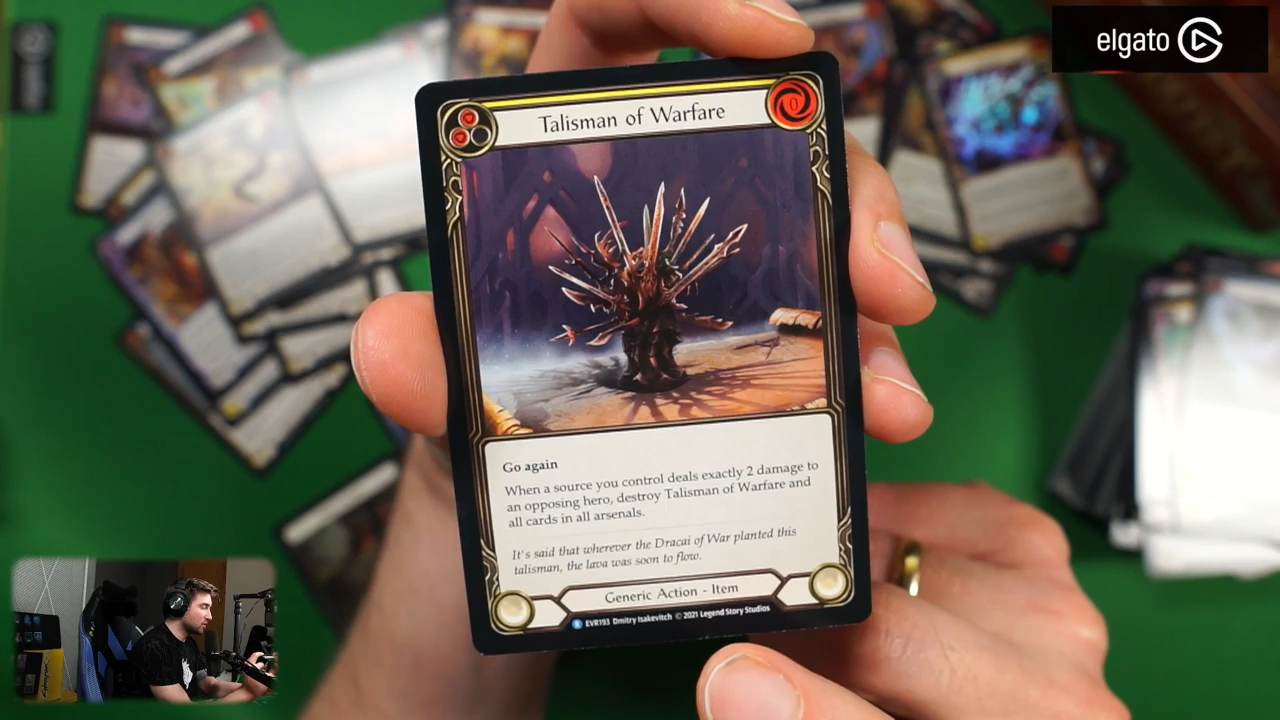 elgato
Talisman of Warfare
0
Go again
When a source you control deals exactly 2 damage to
an opposing hero, destroy Talisman of Warfare and
all cards in all arsenals.
It's said that wherever the Dracai of War planted this
talisman, the lava was soon to flow.
Generic Action - Item
R EVR193 Dmitry Isakevitch © 2021 Legend Story Studios